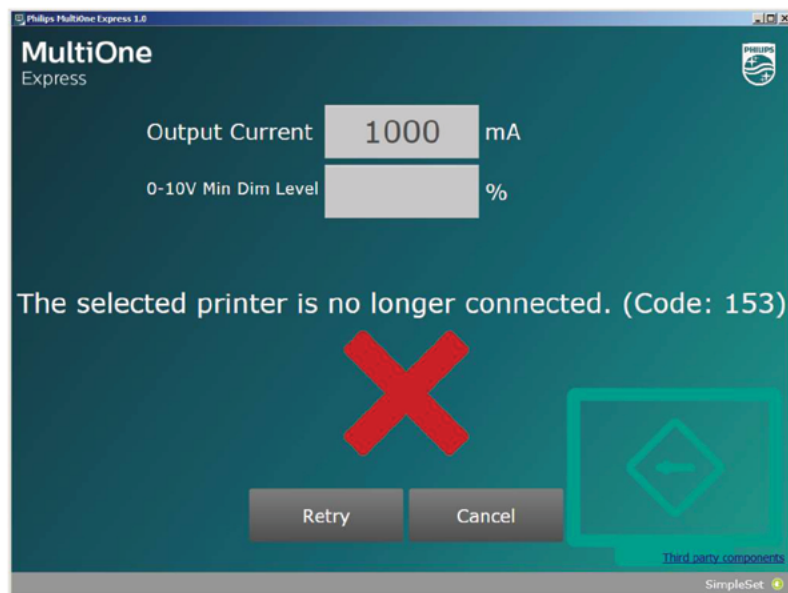 Philips MultiOne Express 1.0
MultiOne
Express
PHILIPS
Output Current 1000 mA
0-10V Min Dim Level %
The selected printer is no longer connected. (Code: 153)
Retry Cancel
Third party components
SimpleSet